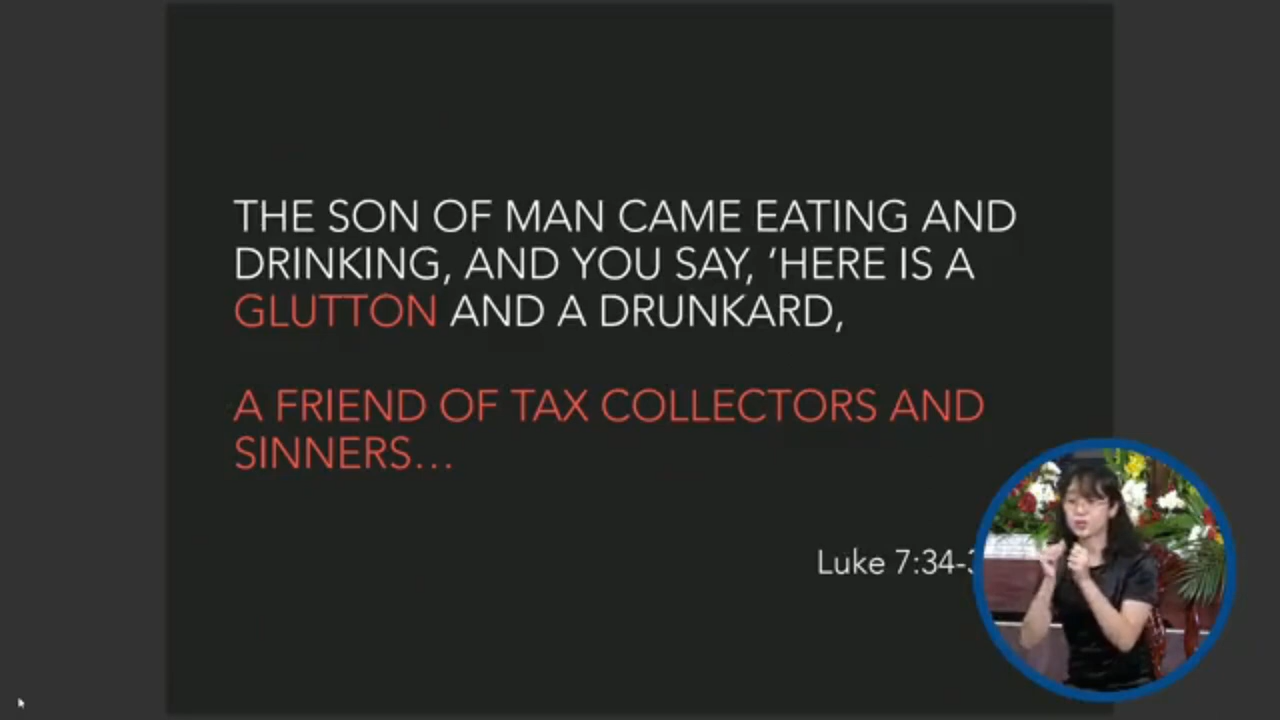 THE SON OF MAN CAME EATING AND
DRINKING, AND YOU SAY, ‘HERE IS A
GLUTTON AND A DRUNKARD,
A FRIEND OF TAX COLLECTORS AND
SINNERS…
Luke 7:34-